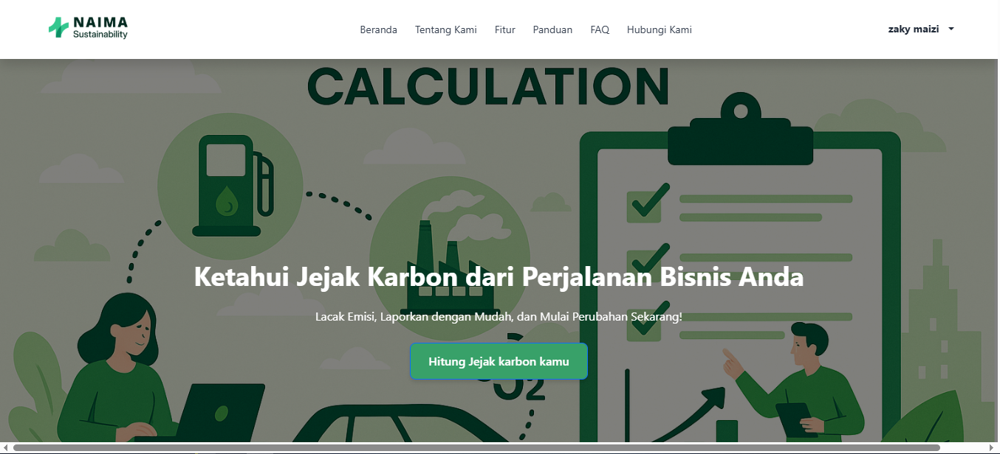 NAIMA
Sustainability
Beranda Tentang Kami Fitur Panduan FAQ Hubungi Kami
zaky maizi
CALCULATION
Ketahui Jejak Karbon dari Perjalanan Bisnis Anda
Lacak Emisi, Laporkan dengan Mudah, dan Mulai Perubahan Sekarang!
Hitung Jejak karbon kamu